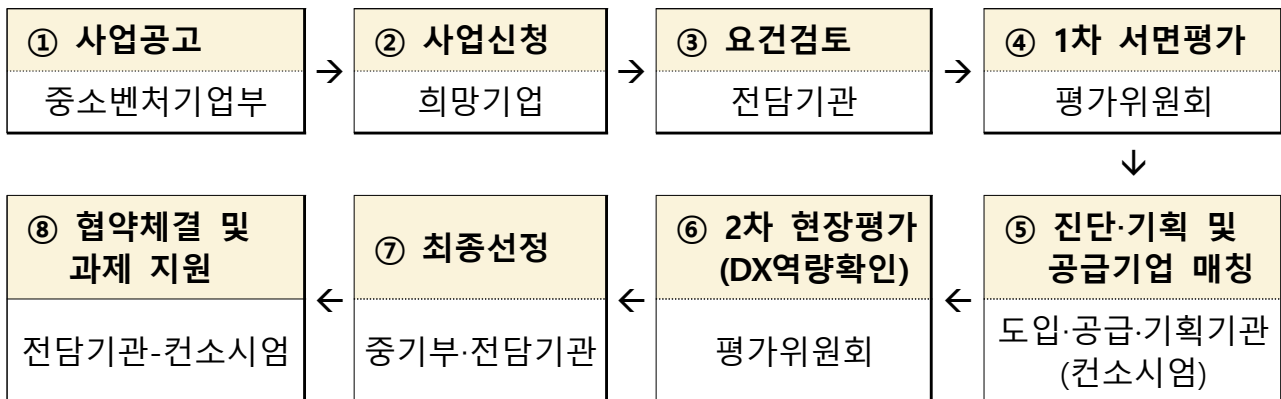 ① 사업공고
중소벤처기업부
→
② 사업신청
희망기업
→
③ 요건검토
전담기관
→
④ 1차 서면평가
평가위원회
↓
⑤ 진단·기획 및
공급기업 매칭
도입·공급·기획기관
(컨소시엄)
←
⑥ 2차 현장평가
(DX역량확인)
평가위원회
←
⑦ 최종선정
중기부·전담기관
←
⑧ 협약체결 및
과제 지원
전담기관-컨소시엄